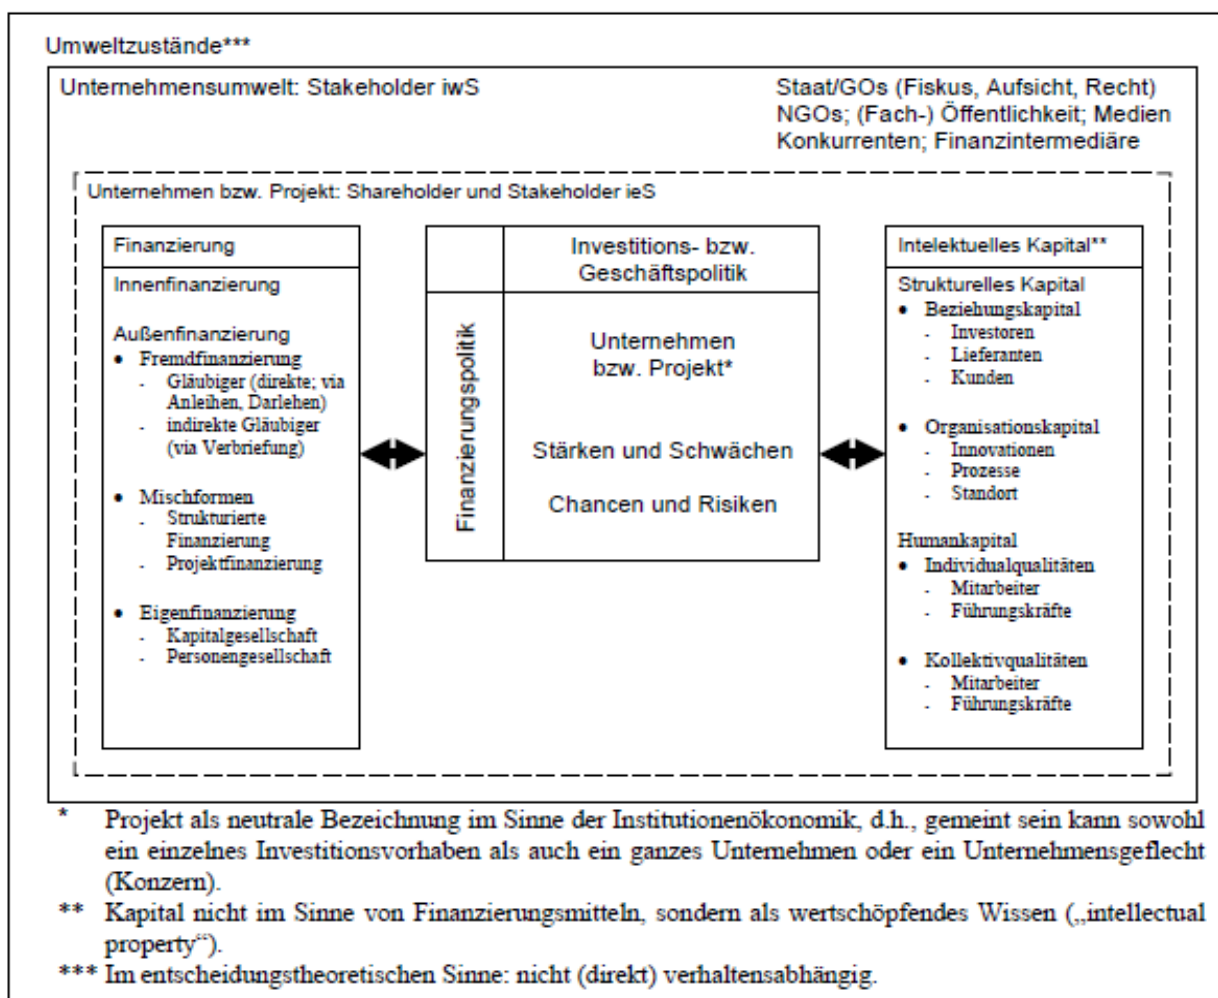 Umweltzustände***
Unternehmensumwelt: Stakeholder iwS
Staat/GOs (Fiskus, Aufsicht, Recht)
NGOs; (Fach-) Öffentlichkeit; Medien
Konkurrenten; Finanzintermediäre
Unternehmen bzw. Projekt: Shareholder und Stakeholder ieS
Finanzierung
Innenfinanzierung
Außenfinanzierung
• Fremdfinanzierung
- Gläubiger (direkte; via
Anleihen, Darlehen)
- indirekte Gläubiger
(via Verbriefung)
• Mischformen
- Strukturierte
Finanzierung
- Projektfinanzierung
• Eigenfinanzierung
- Kapitalgesellschaft
- Personengesellschaft
Investitions- bzw.
Geschäftspolitik
Finanzierungspolitik
Unternehmen
bzw. Projekt*
Stärken und Schwächen
Chancen und Risiken
Intelektuelles Kapital**
Strukturelles Kapital
• Beziehungskapital
- Investoren
- Lieferanten
- Kunden
• Organisationskapital
- Innovationen
- Prozesse
- Standort
Humankapital
• Individualqualitäten
- Mitarbeiter
- Führungskräfte
• Kollektivqualitäten
- Mitarbeiter
- Führungskräfte
* Projekt als neutrale Bezeichnung im Sinne der Institutionenökonomik, d.h., gemeint sein kann sowohl
ein einzelnes Investitionsvorhaben als auch ein ganzes Unternehmen oder ein Unternehmensgeflecht
(Konzern).
** Kapital nicht im Sinne von Finanzierungsmitteln, sondern als wertschöpfendes Wissen („intellectual
property“).
*** Im entscheidungstheoretischen Sinne: nicht (direkt) verhaltensabhängig.